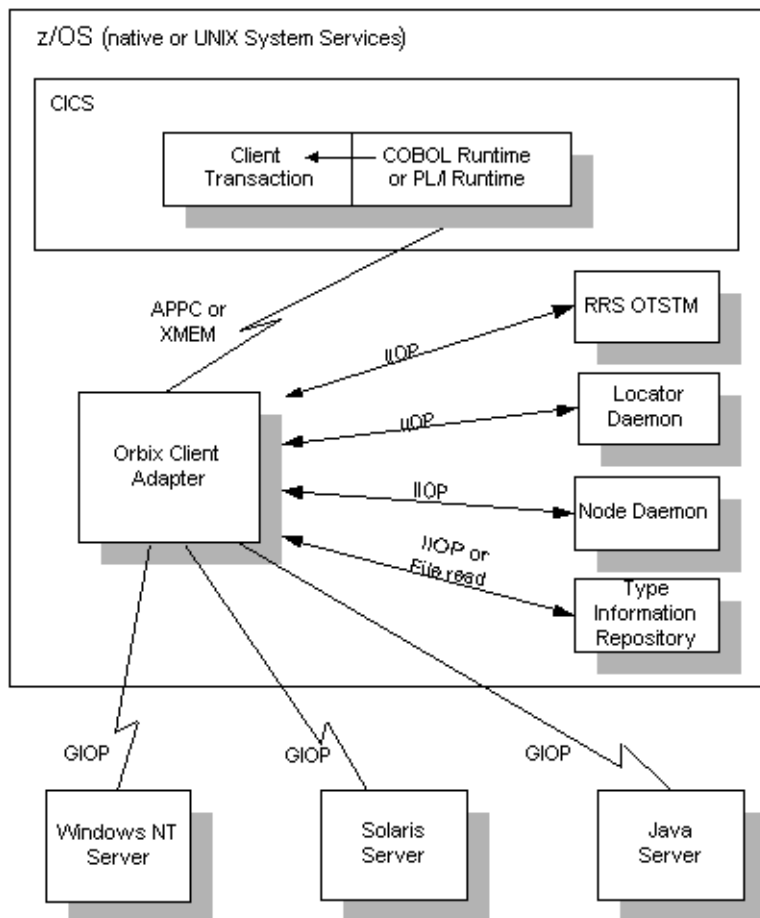 z/OS (native or UNIX System Services)
CICS
Client
Transaction
COBOL Runtime
or PL/I Runtime
APPC or
XMEM
IIOP
RRS OTSTM
IIOP
Locator
Daemon
Orbix Client
Adapter
IIOP
Node Daemon
IIOP or
File read
Type
Information
Repository
GIOP
GIOP
GIOP
Windows NT
Server
Solaris
Server
Java
Server